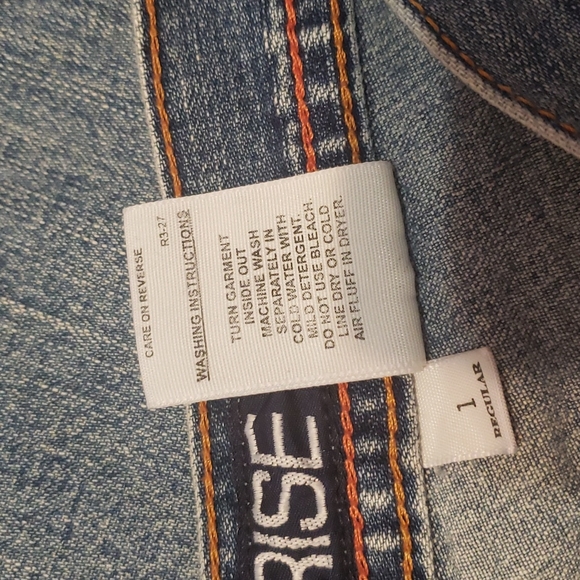 CARE ON REVERSE
R3-27
WASHING INSTRUCTIONS
TURN GARMENT
INSIDE OUT
MACHINE WASH
SEPARATELY IN
COLD WATER WITH
MILD DETERGENT.
DO NOT USE BLEACH.
LINE DRY OR COLD
AIR FLUFF IN DRYER.
1
REGULAR
RISE